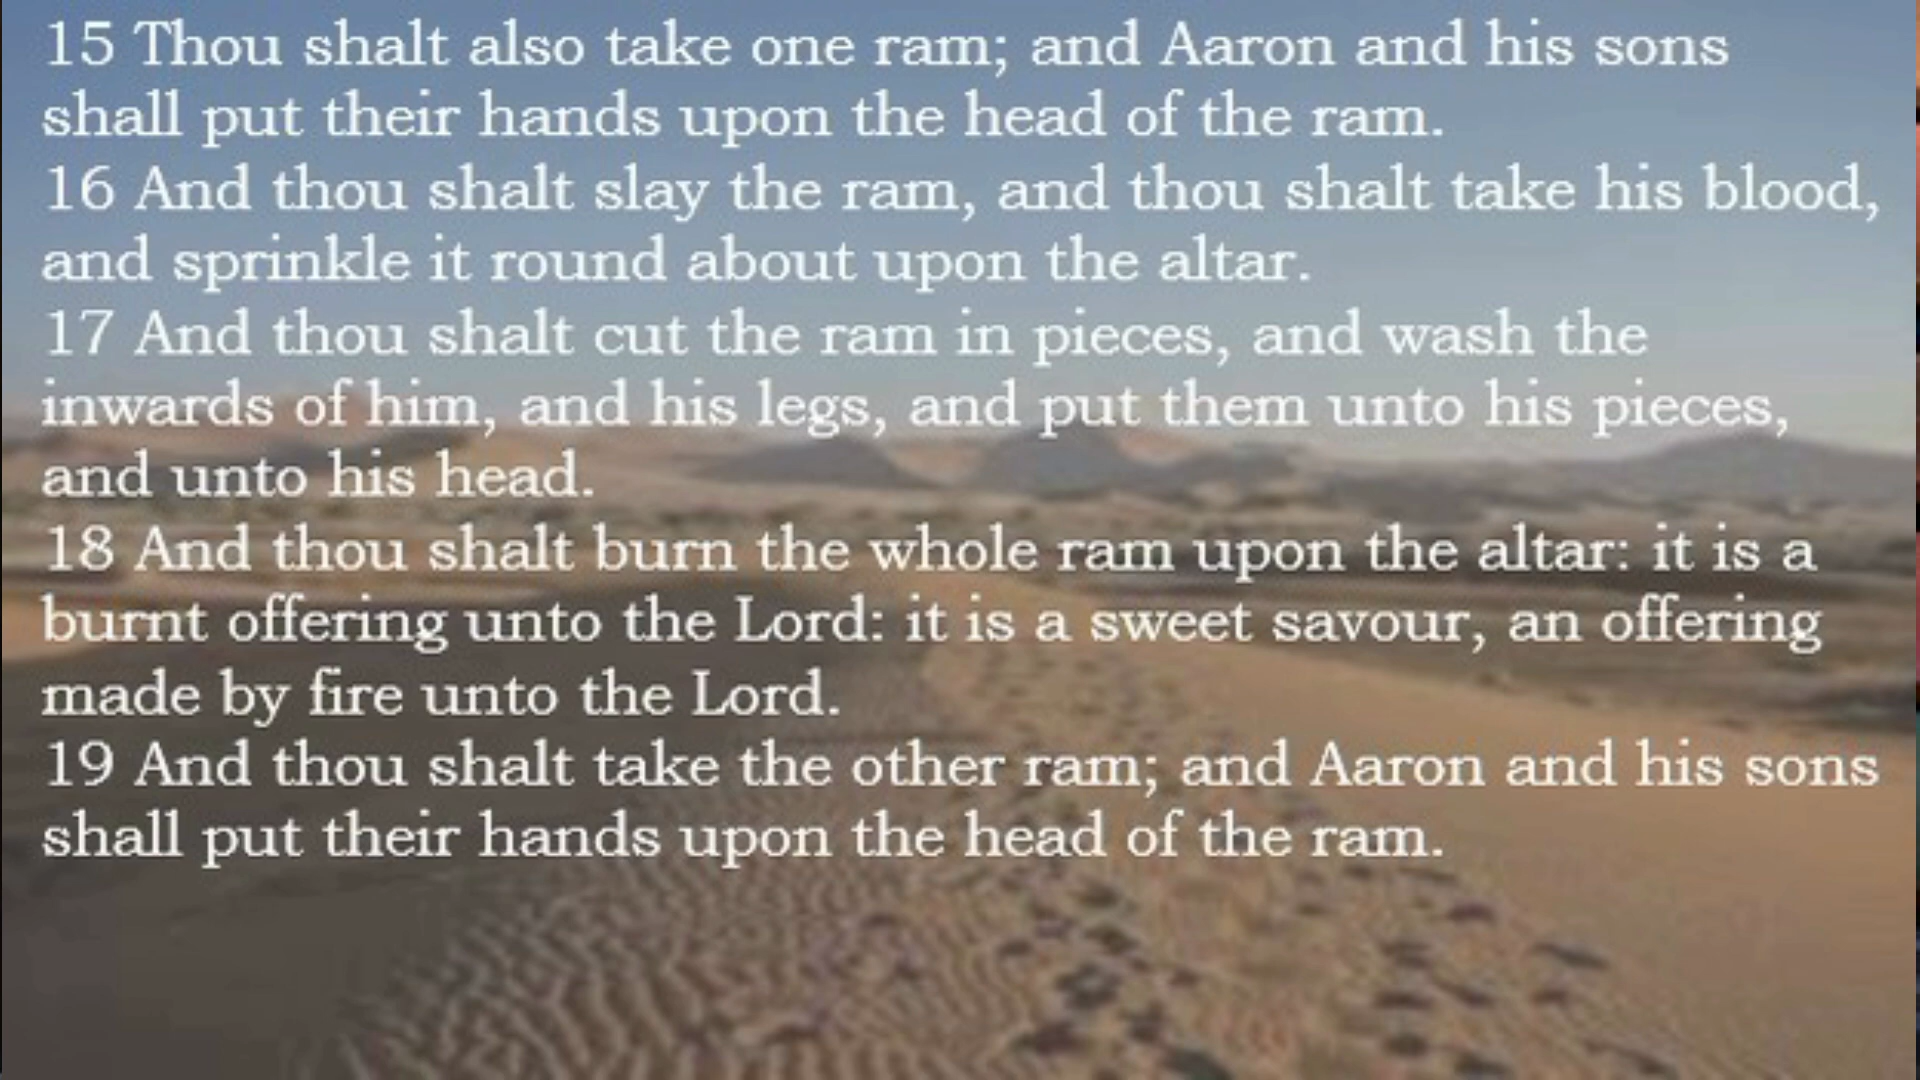 15 Thou shalt also take one ram; and Aaron and his sons
shall put their hands upon the head of the ram.
16 And thou shalt slay the ram, and thou shalt take his blood,
and sprinkle it round about upon the altar.
17 And thou shalt cut the ram in pieces, and wash the
inwards of him, and his legs, and put them unto his pieces,
and unto his head.
18 And thou shalt burn the whole ram upon the altar: it is a
burnt offering unto the Lord: it is a sweet savour, an offering
made by fire unto the Lord.
19 And thou shalt take the other ram; and Aaron and his sons
shall put their hands upon the head of the ram.